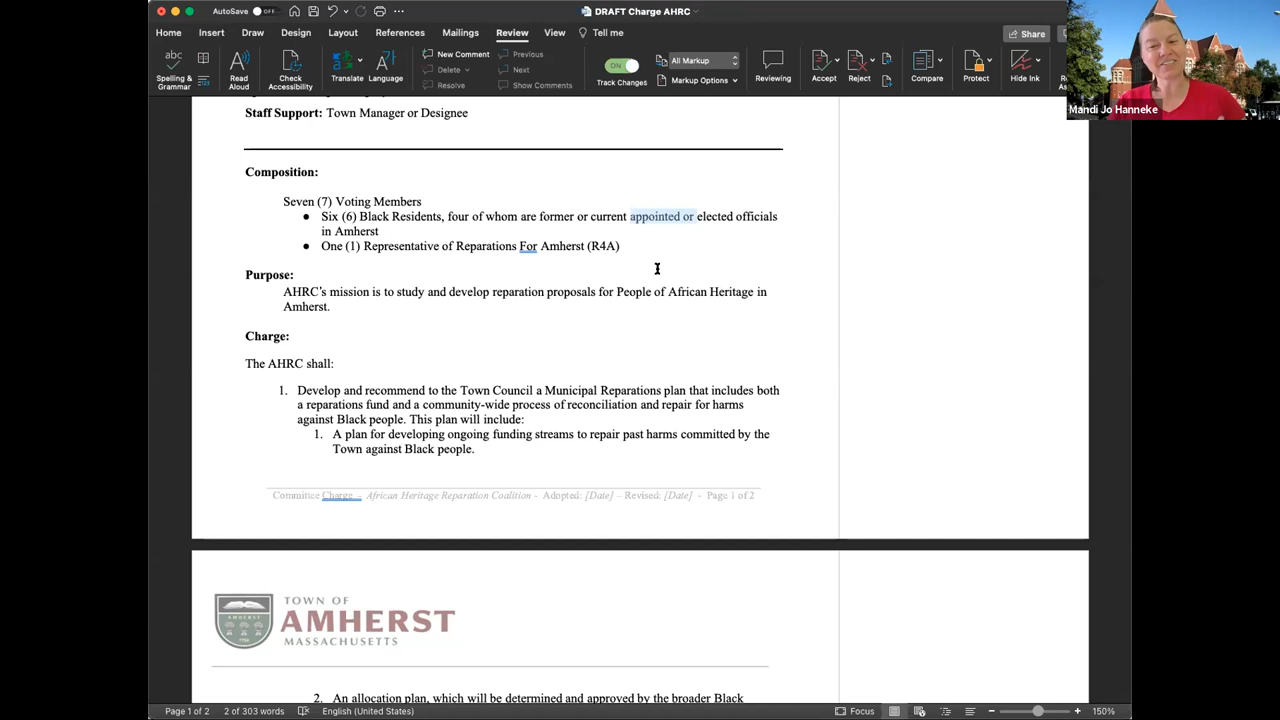 AutoSave OFF DRAFT Charge AHRC
Home Insert Draw Design Layout References Mailings Review View Tell me Share
Spelling & Grammar
Read Aloud
Check Accessibility
Translate Language
New Comment
Delete
Resolve
Previous
Next
Show Comments
ON
Track Changes
All Markup
Markup Options
Reviewing
Accept Reject
Compare
Protect
Hide Ink
Mandi Jo Hanneke
Staff Support: Town Manager or Designee
Composition:
Seven (7) Voting Members
● Six (6) Black Residents, four of whom are former or current appointed or elected officials
in Amherst
● One (1) Representative of Reparations For Amherst (R4A)
Purpose:
AHRC's mission is to study and develop reparation proposals for People of African Heritage in
Amherst.
Charge:
The AHRC shall:
1. Develop and recommend to the Town Council a Municipal Reparations plan that includes both
a reparations fund and a community-wide process of reconciliation and repair for harms
against Black people. This plan will include:
1. A plan for developing ongoing funding streams to repair past harms committed by the
Town against Black people.
Committee Charge – African Heritage Reparation Coalition - Adopted: [Date] – Revised: [Date] - Page 1 of 2
TOWN OF
AMHERST
MASSACHUSETTS
2. An allocation plan, which will be determined and approved by the broader Black
Page 1 of 2 2 of 303 words English (United States) Focus 150%